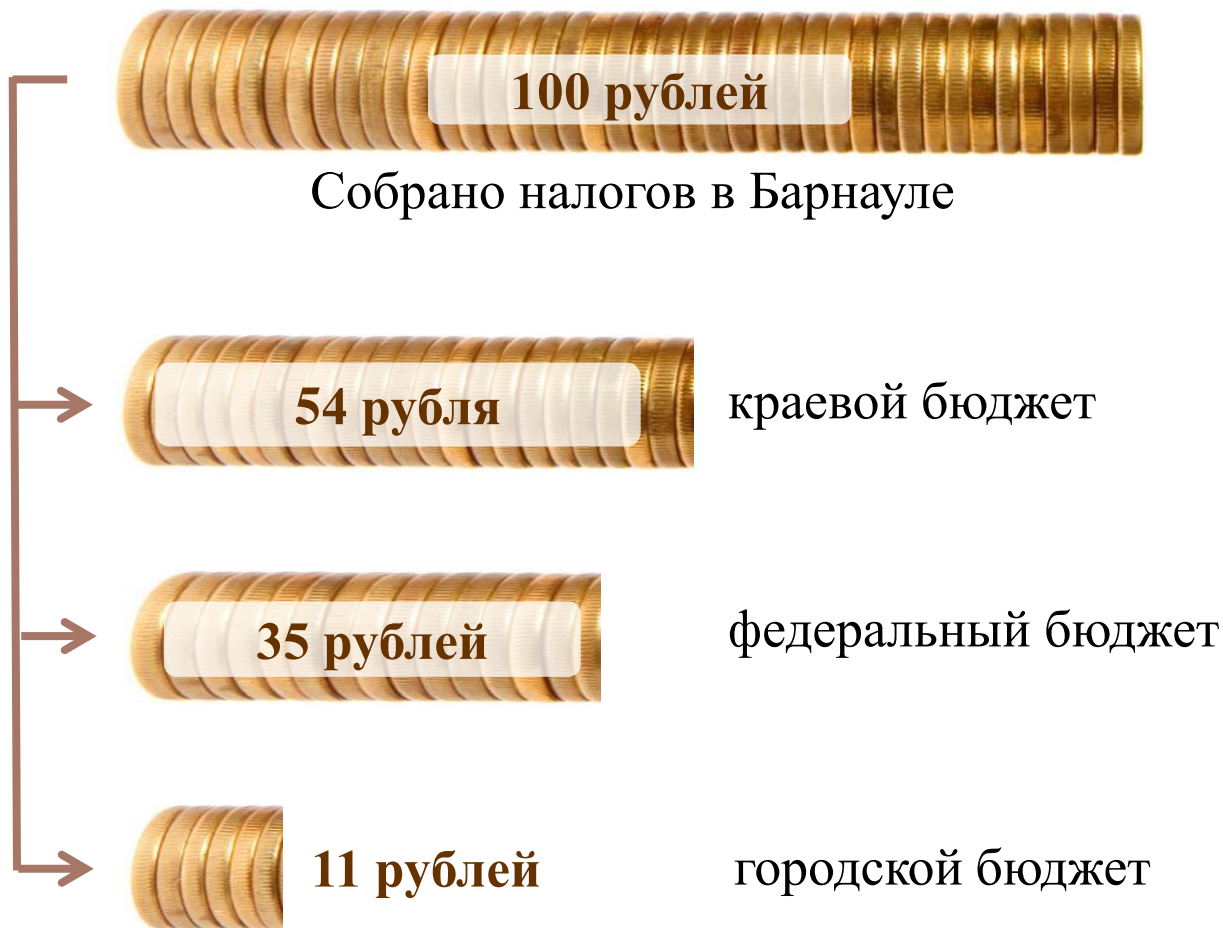 100 рублей
Собрано налогов в Барнауле
54 рубля
краевой бюджет
35 рублей
федеральный бюджет
11 рублей
городской бюджет